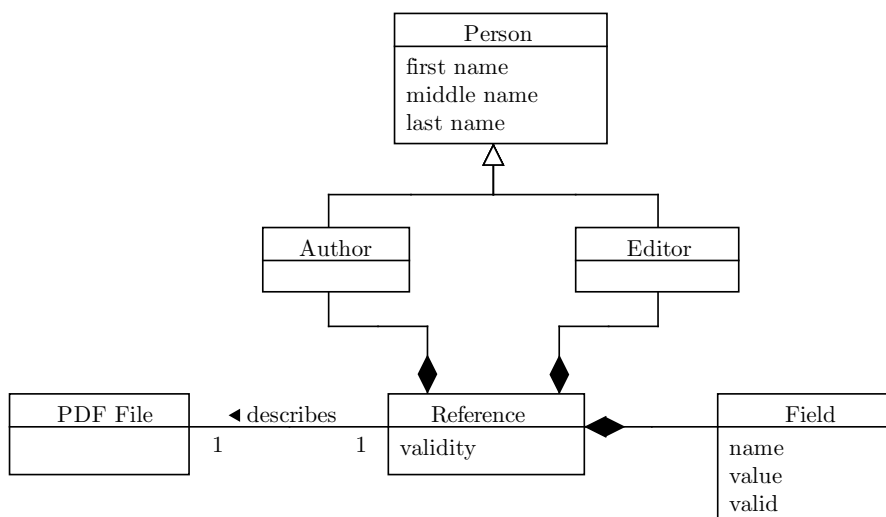 Person
first name
middle name
last name
Author
Editor
PDF File
◄ describes
1
1
Reference
validity
Field
name
value
valid